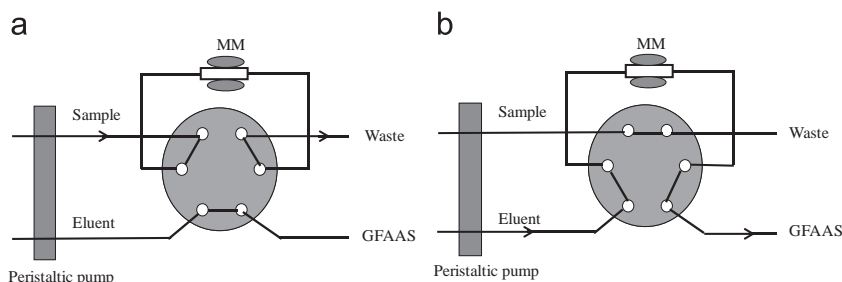 a
MM
Sample
Waste
Eluent
GFAAS
Peristaltic pump
b
MM
Sample
Waste
Eluent
GFAAS
Peristaltic pump